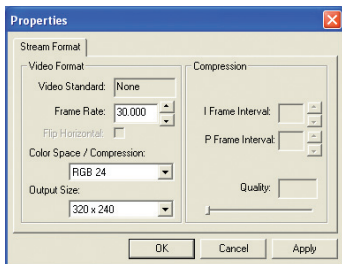 Properties
Stream Format
Video Format
Video Standard: None
Frame Rate: 30.000
Flip Horizontal:
Color Space / Compression:
RGB 24
Output Size:
320 x 240
Compression
I Frame Interval:
P Frame Interval:
Quality:
OK Cancel Apply